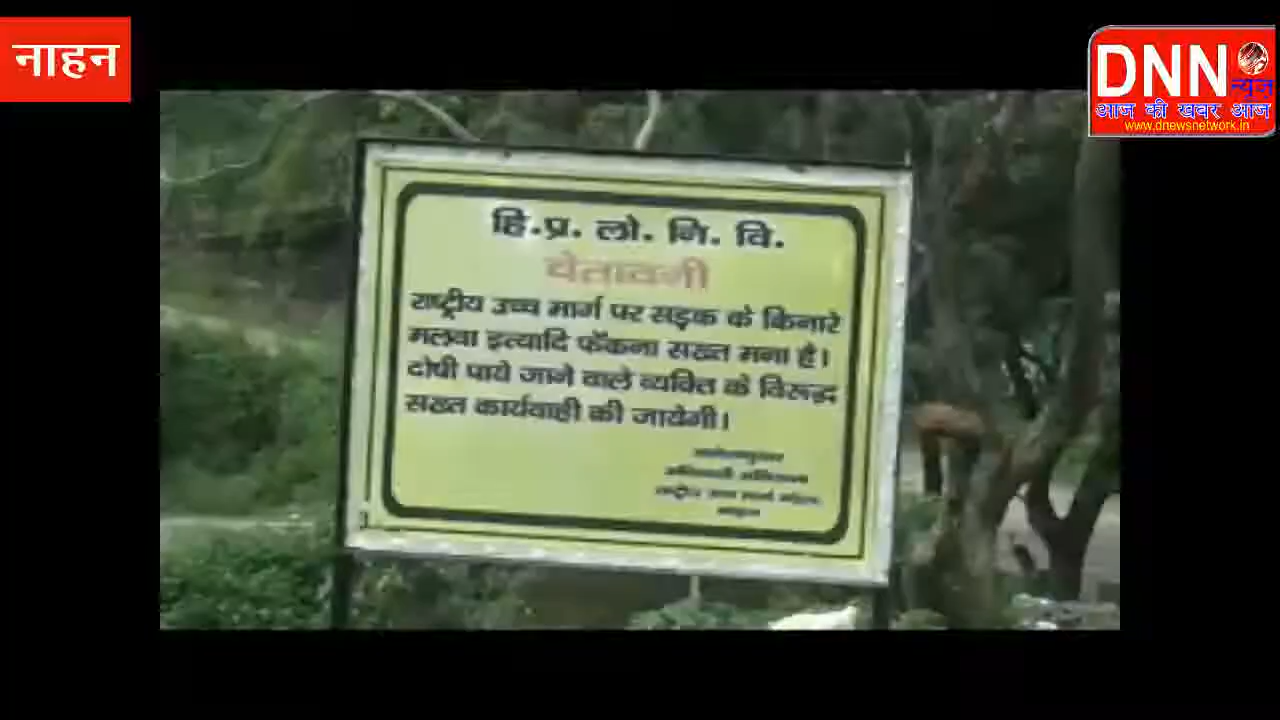 नाहन
DNN
न्यूज
आज की खबर आज
www.dnewsnetwork.in
हि.प्र. लो. नि. वि.
चेतावनी
राष्ट्रीय उच्च मार्ग पर सड़क के किनारे
मलवा इत्यादि फेंकना सख्त मना है।
दोषी पाये जाने वाले व्यक्ति के विरूद्ध
सख्त कार्यवाही की जायेगी।